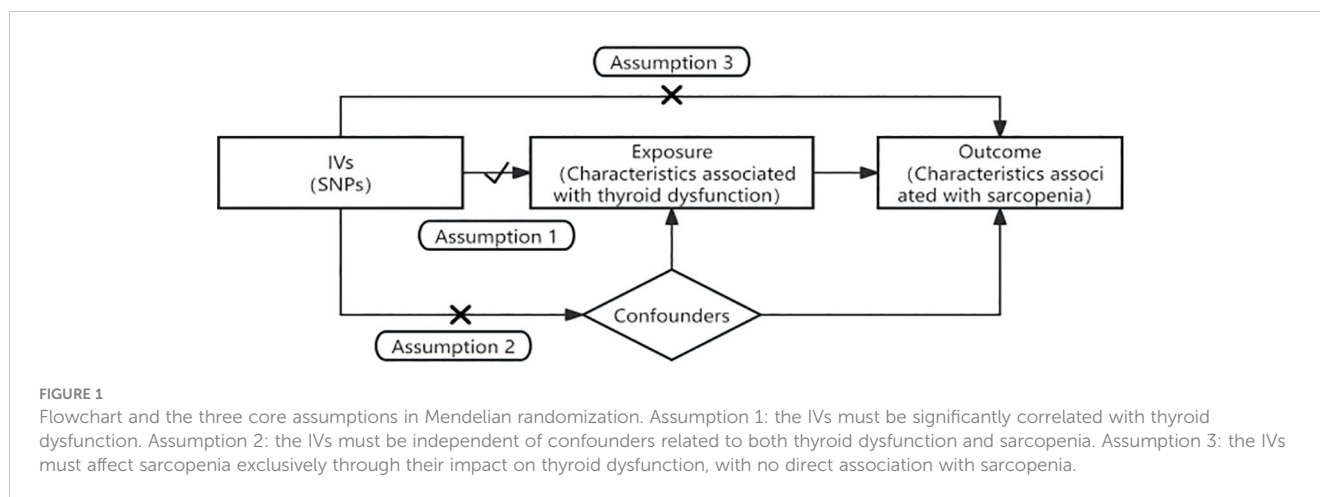 Assumption 3
IVs
(SNPs)
Exposure
(Characteristics associated
with thyroid dysfunction)
Outcome
(Characteristics associ
ated with sarcopenia)
Assumption 1
Confounders
Assumption 2
FIGURE 1
Flowchart and the three core assumptions in Mendelian randomization. Assumption 1: the IVs must be significantly correlated with thyroid
dysfunction. Assumption 2: the IVs must be independent of confounders related to both thyroid dysfunction and sarcopenia. Assumption 3: the IVs
must affect sarcopenia exclusively through their impact on thyroid dysfunction, with no direct association with sarcopenia.